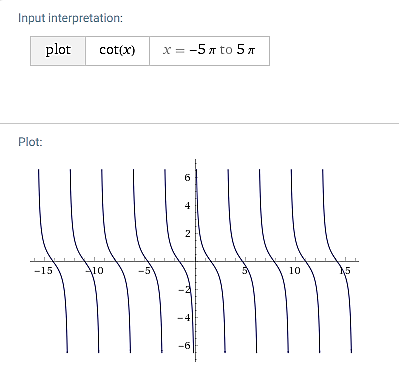 Input interpretation:
plot cot(x) x = −5 π to 5 π
Plot:
6
4
2
−15 −10 −5 5 10 15
−2
−4
−6